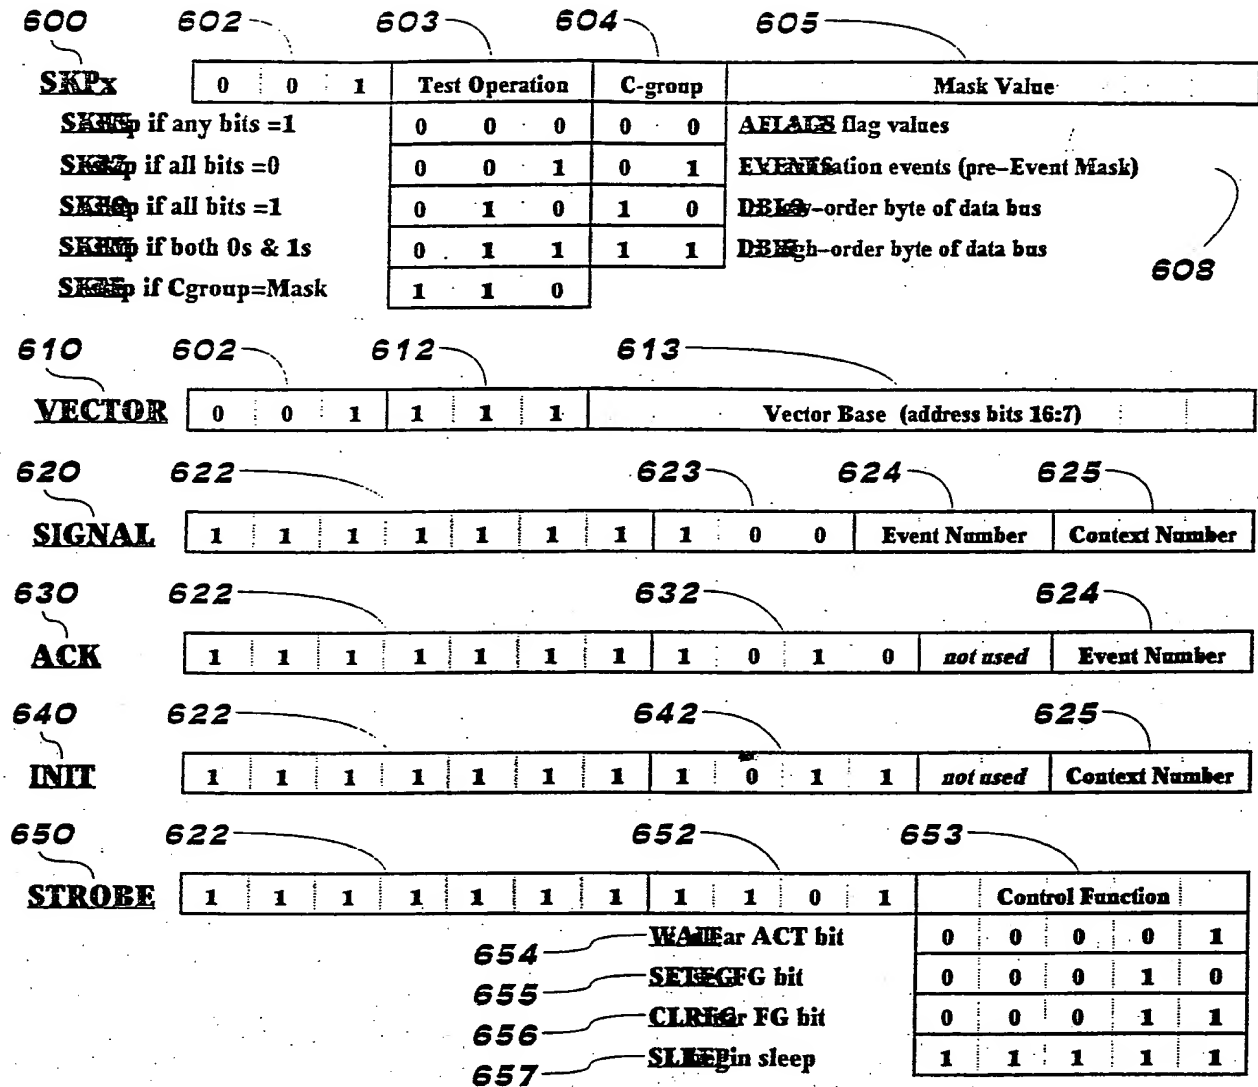 600 602 603 604 605
SKPx 0 0 1 Test Operation C-group Mask Value
if any bits =1 0 0 0 0 0 AFLAGS flag values
if all bits =0 0 0 1 0 1 EVENTS events (pre-Event Mask)
if all bits =1 0 1 0 1 0 byte of data bus
if both 0s & 1s 0 1 1 1 1 byte of data bus
608
if Cgroup=Mask 1 1 0
610 602 612 613
VECTOR 0 0 1 1 1 1 Vector Base (address bits 16:7)
620 622 623 624 625
SIGNAL 1 1 1 1 1 1 1 1 0 0 Event Number Context Number
630 622 632 624
ACK 1 1 1 1 1 1 1 1 0 1 0 not used Event Number
640 622 642 625
INIT 1 1 1 1 1 1 1 1 0 1 1 not used Context Number
650 622 652 653
STROBE 1 1 1 1 1 1 1 1 1 0 1 Control Function
654 ACT bit 0 0 0 0 1
655 FG bit 0 0 0 1 0
656 FG bit 0 0 0 1 1
657 sleep 1 1 1 1 1